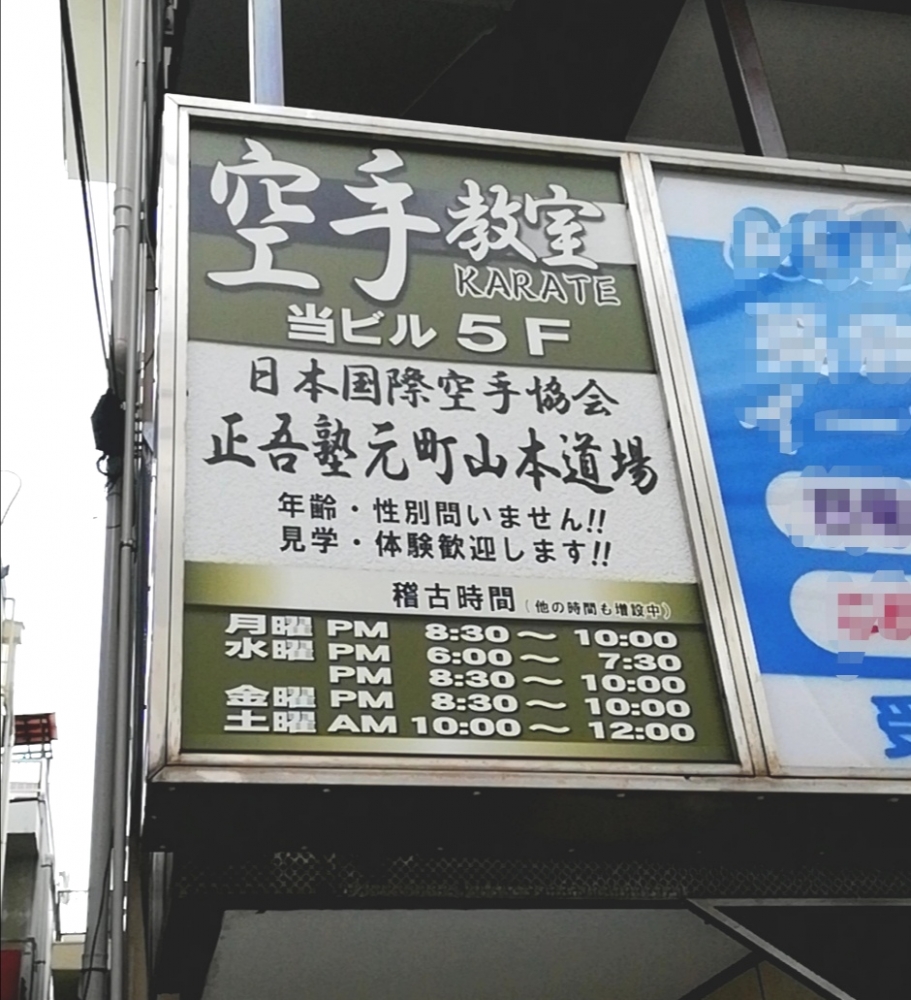 空手教室
KARATE
当ビル 5F
日本国際空手協会
正吾塾元町山本道場
年齢・性別問いません!!
見学・体験歓迎します!!
稽古時間(他の時間も増設中)
月曜 PM 8:30〜10:00
水曜 PM 6:00〜7:30
PM 8:30〜10:00
金曜 PM 8:30〜10:00
土曜 AM 10:00〜12:00
受